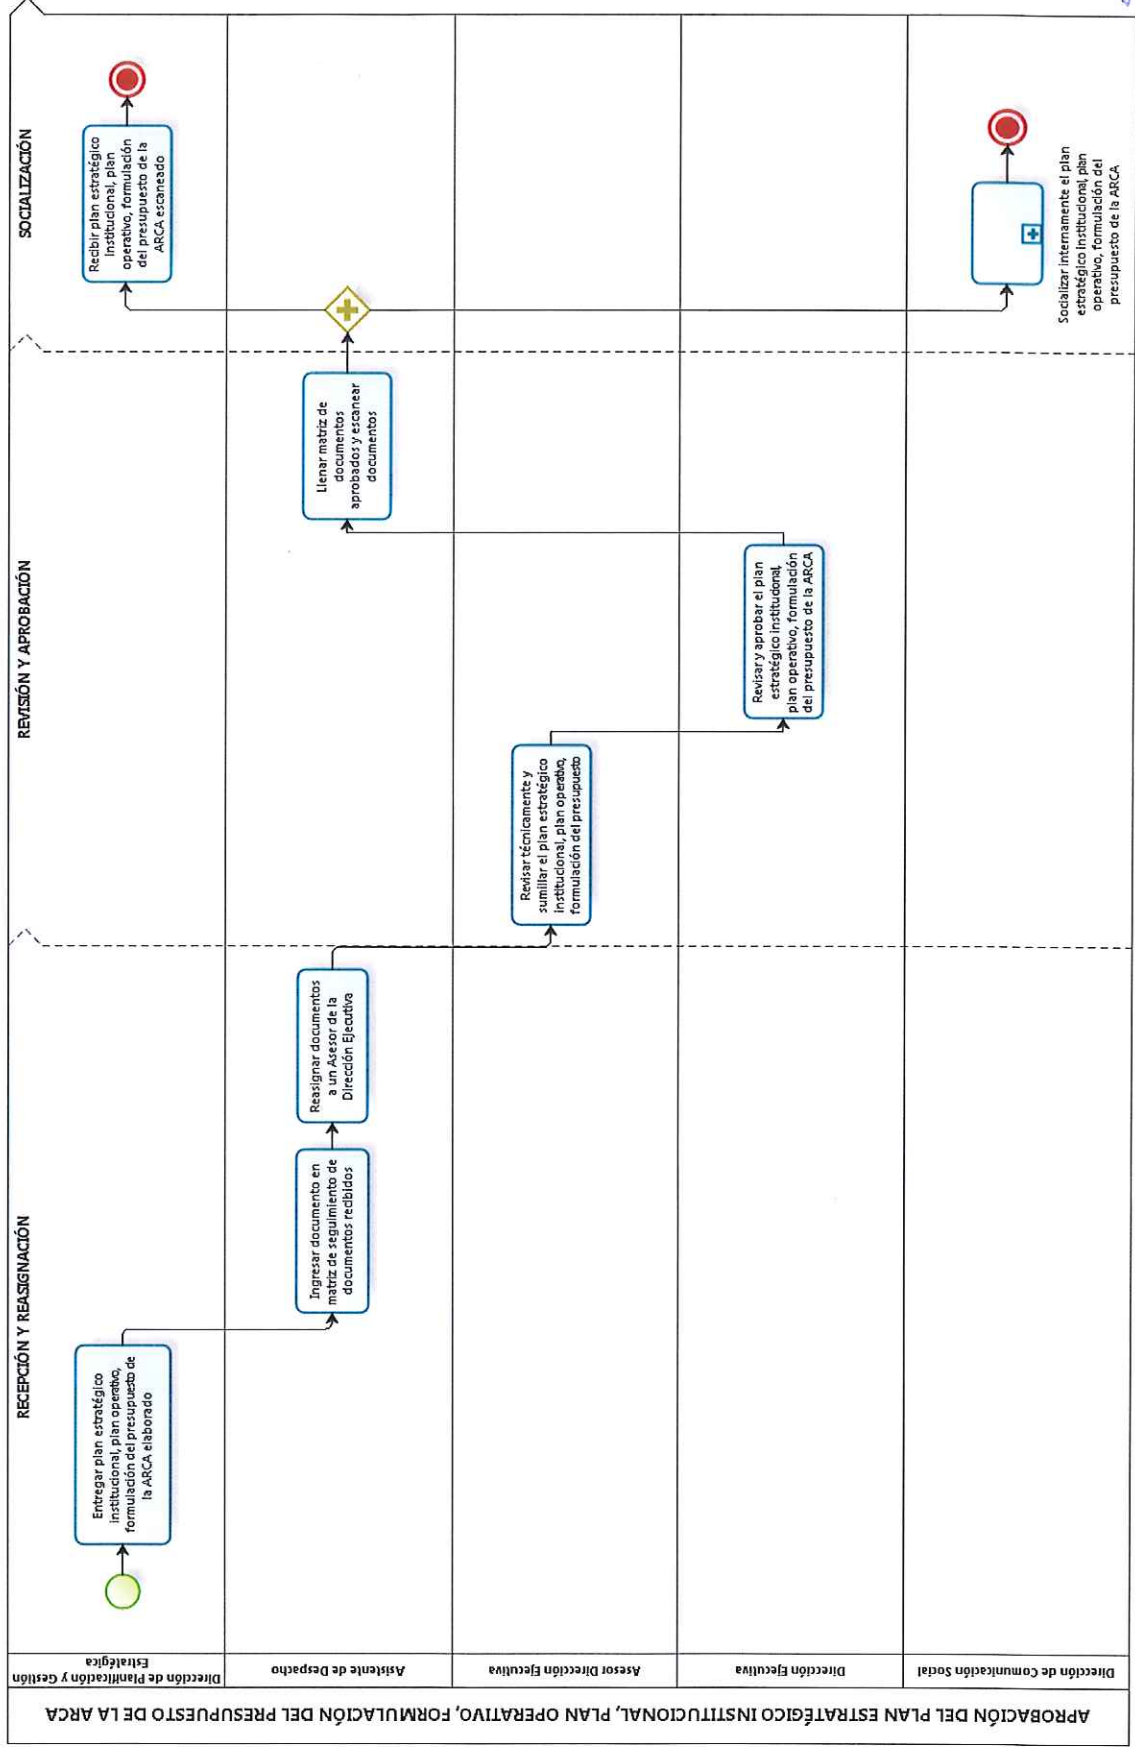 APROBACIÓN DEL PLAN ESTRATÉGICO INSTITUCIONAL, PLAN OPERATIVO, FORMULACIÓN DEL PRESUPUESTO DE LA ARCA
RECEPCIÓN Y REASIGNACIÓN
REVISIÓN Y APROBACIÓN
SOCIALIZACIÓN
Dirección de Planificación y Gestión
Estratégica
Entregar plan estratégico
institucional, plan operativo,
formulación del presupuesto de
la ARCA elaborado
Recibir plan estratégico
institucional, plan
operativo, formulación
del presupuesto de la
ARCA escaneado
Asistente de Despacho
Ingresar documento en
matriz de seguimiento de
documentos recibidos
Reasignar documentos
a un Asesor de la
Dirección Ejecutiva
Llenar matriz de
documentos
aprobados y escanear
documentos
Asesor Dirección Ejecutiva
Revisar técnicamente y
sumillar el plan estratégico
institucional, plan operativo,
formulación del presupuesto
Dirección Ejecutiva
Revisar y aprobar el plan
estratégico institucional,
plan operativo, formulación
del presupuesto de la ARCA
Dirección de Comunicación Social
Socializar internamente el plan
estratégico institucional, plan
operativo, formulación del
presupuesto de la ARCA